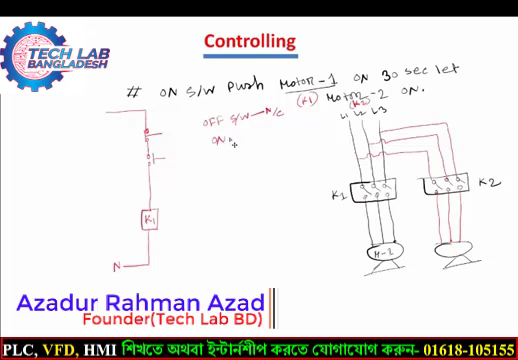 TECH LAB
BANGLADESH
Controlling
# ON S/W Push Motor-1 ON 30 sec let
(K1) Motor-2 ON.
(K2)
OFF S/W — N/C
ON
L1 L2 L3
K1
K1
K2
M-1
N
Azadur Rahman Azad
Founder(Tech Lab BD)
PLC, VFD, HMI শিখতে অথবা ইন্টার্নশীপ করতে যোগাযোগ করুন- 01618-105155